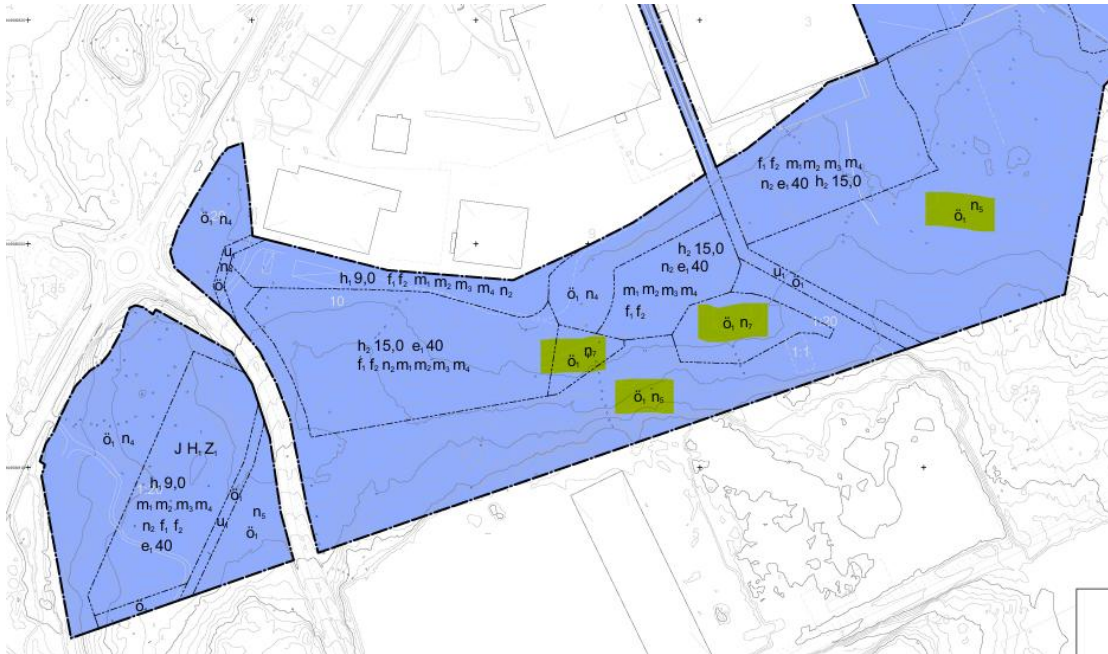 3
f₁ f₂ m₁ m₂ m₃ m₄
n₂ e₁ 40 h₂ 15,0
n₅
ö₁
ö₁ n₄
u₁
ö₁
h₁ 9,0 f₁ f₂ m₁ m₂ m₃ m₄ n₂
10
h₂ 15,0
n₂ e₁ 40
m₁ m₂ m₃ m₄
f₁ f₂
ö₁ n₄
u₁ ö₁
ö₁ n₇
1:20
1:1
h₂ 15,0 e₁ 40
f₁ f₂ n₂ m₁ m₂ m₃ m₄
n₇
ö₁
ö₁ n₅
ö₁ n₄
J H₁ Z₁
h₁ 9,0
m₁ m₂ m₃ m₄
n₂ f₁ f₂
e₁ 40
ö₁
u₁
n₅
ö₁